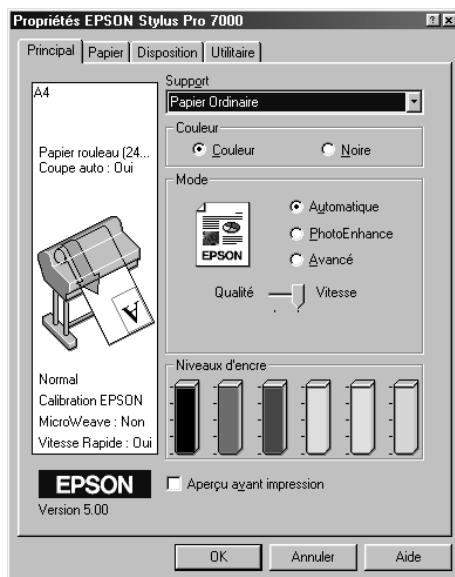 Propriétés EPSON Stylus Pro 7000
Principal Papier Disposition Utilitaire
A4
Papier rouleau (24...
Coupe auto : Oui
A
Normal
Calibration EPSON
MicroWeave : Non
Vitesse Rapide : Oui
EPSON
Version 5.00
Support
Papier Ordinaire
Couleur
Couleur Noire
Mode
EPSON
Automatique
PhotoEnhance
Avancé
Qualité Vitesse
Niveaux d'encre
Aperçu avant impression
OK Annuler Aide